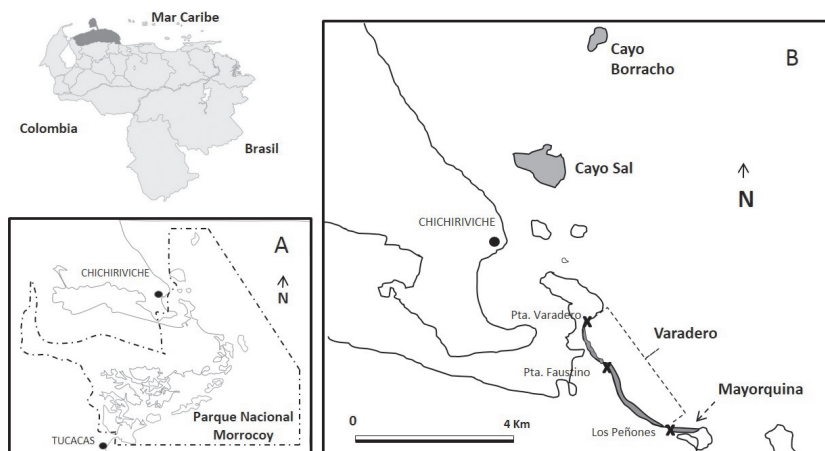 Mar Caribe
Colombia
Brasil
A
CHICHIRIVICHE
N
Parque Nacional
Morrocoy
TUCACAS
B
Cayo
Borracho
Cayo Sal
N
CHICHIRIVICHE
Pta. Varadero
Varadero
Pta. Faustino
Mayorquina
Los Peñones
0
4 Km